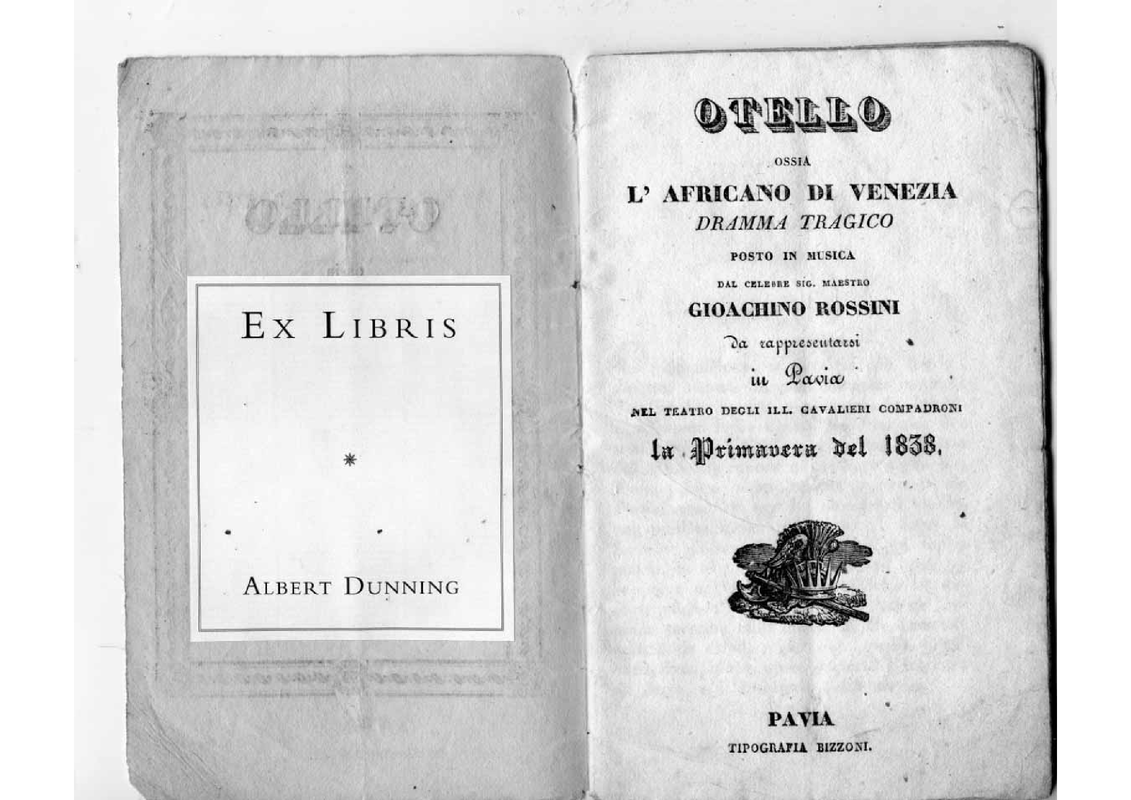 EX LIBRIS
*
ALBERT DUNNING
OTELLO
OSSIA
L' AFRICANO DI VENEZIA
DRAMMA TRAGICO
POSTO IN MUSICA
DAL CELEBRE SIG. MAESTRO
GIOACHINO ROSSINI
da rappresentarsi
in Pavia
NEL TEATRO DEGLI ILL. CAVALIERI COMPADRONI
la Primavera del 1838.
PAVIA
TIPOGRAFIA BIZZONI.